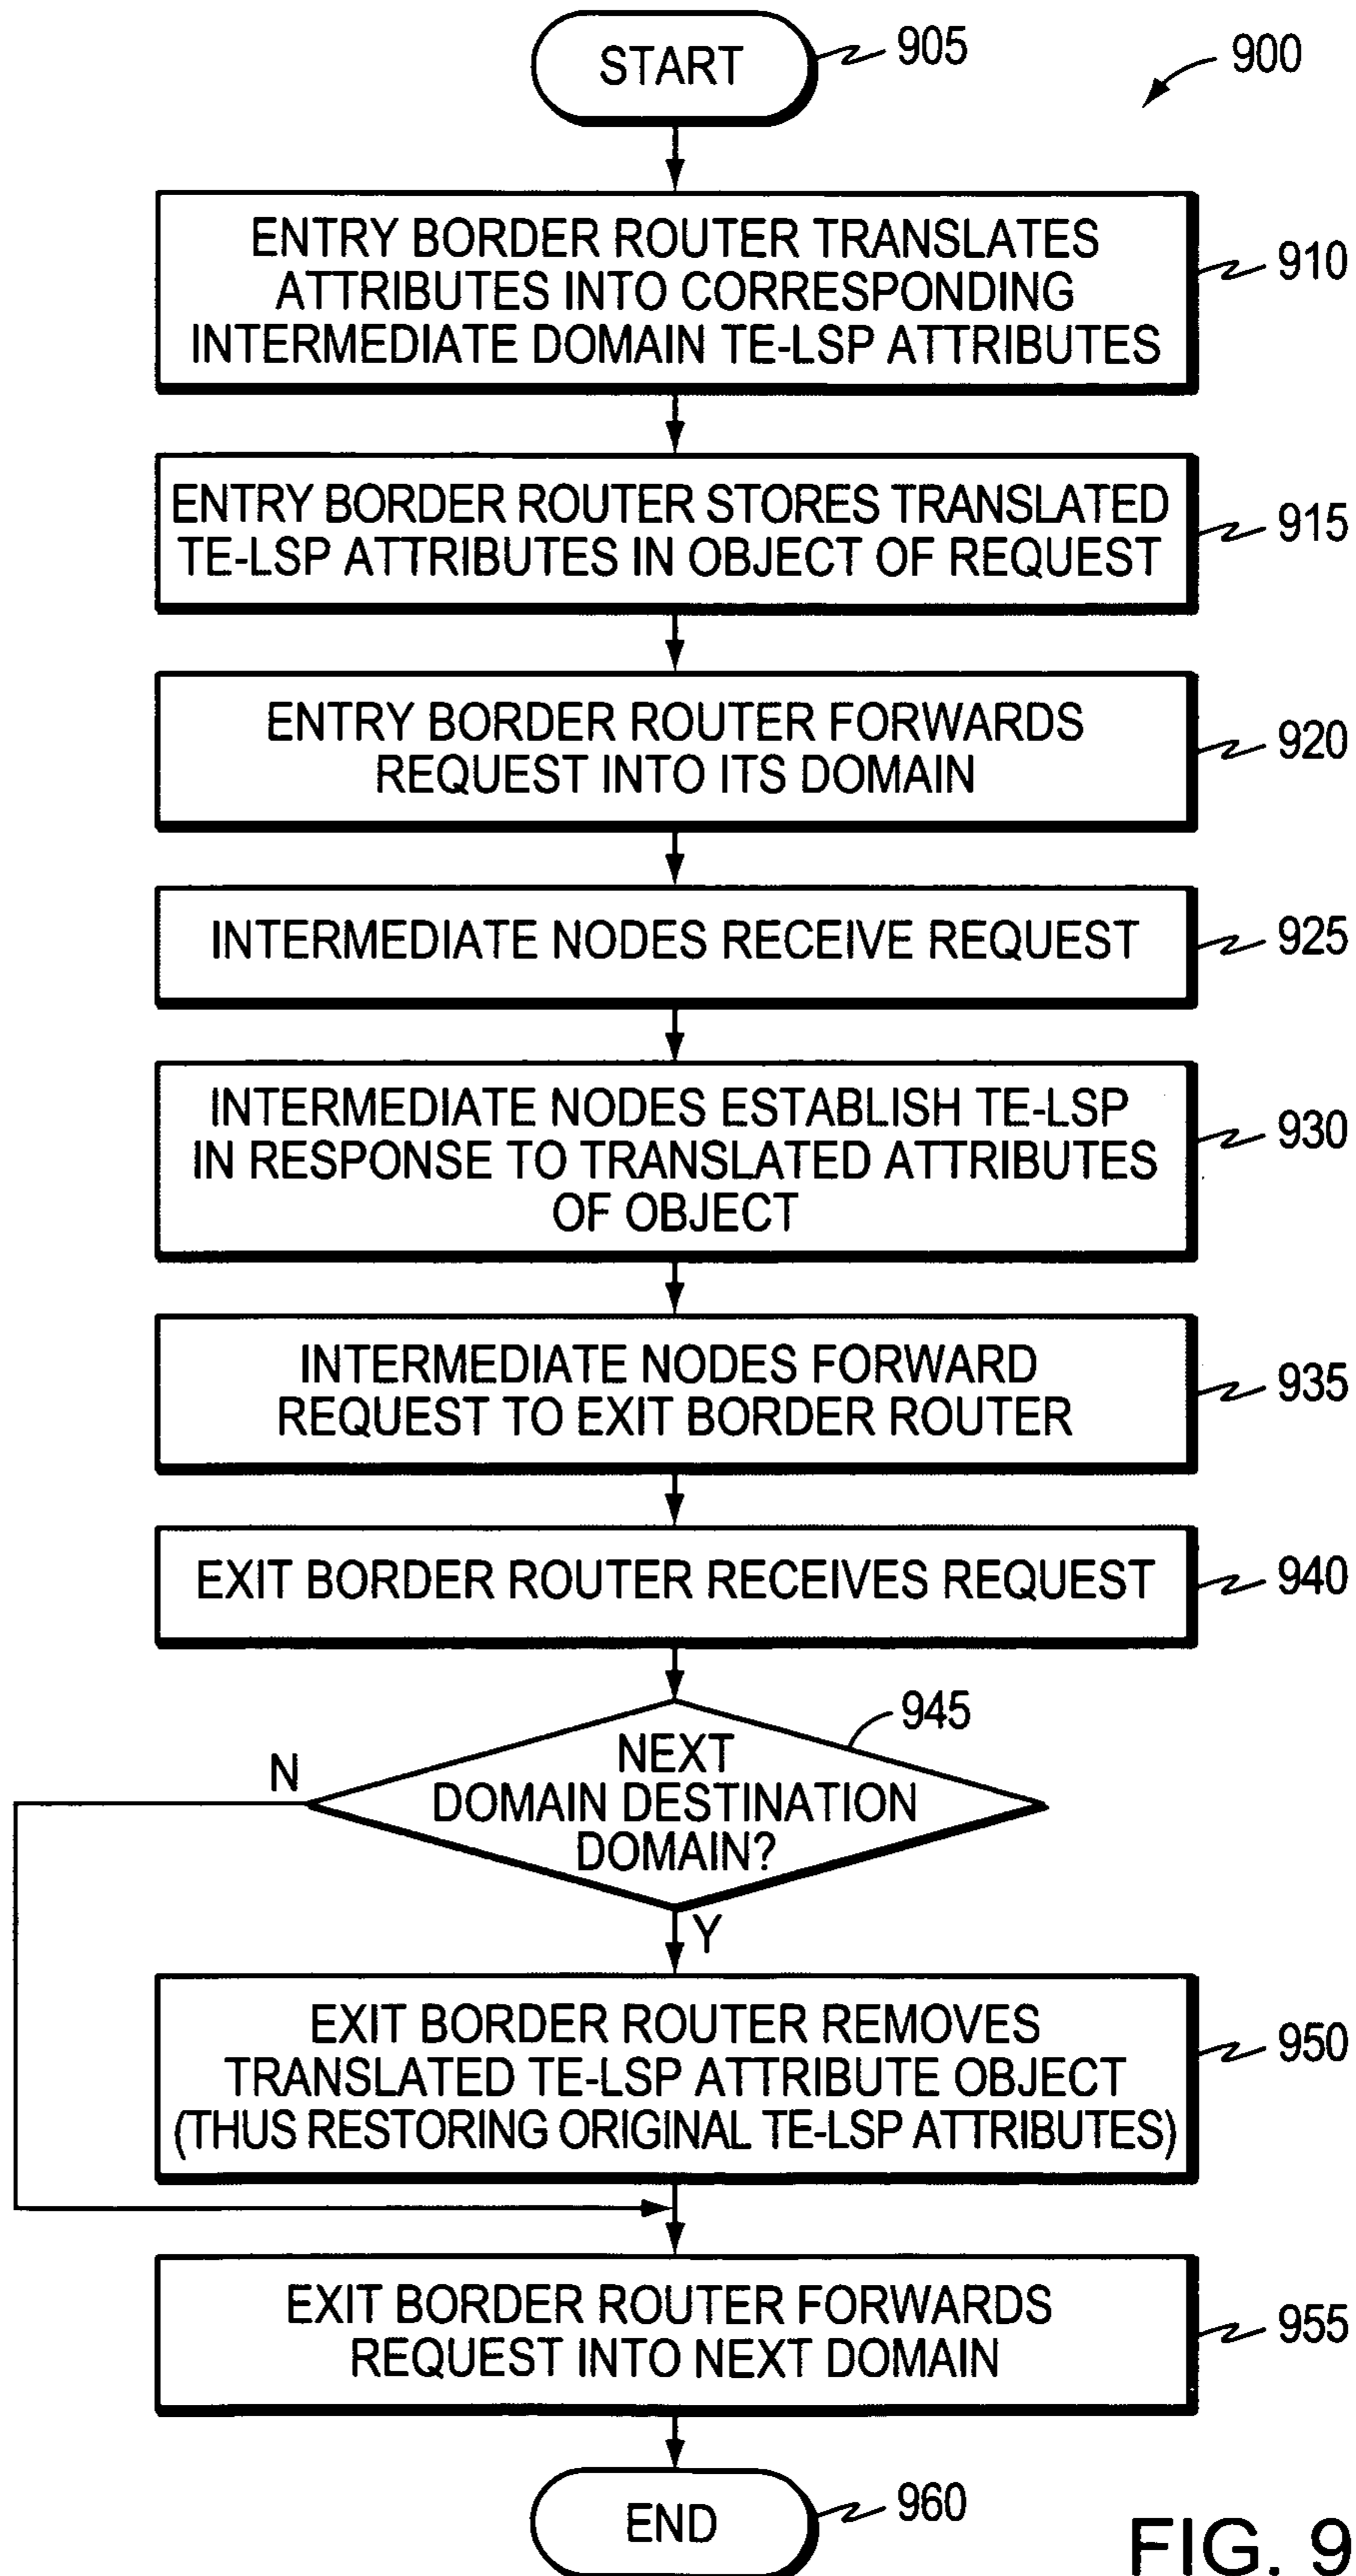 START
905
900
ENTRY BORDER ROUTER TRANSLATES
ATTRIBUTES INTO CORRESPONDING
INTERMEDIATE DOMAIN TE-LSP ATTRIBUTES
910
ENTRY BORDER ROUTER STORES TRANSLATED
TE-LSP ATTRIBUTES IN OBJECT OF REQUEST
915
ENTRY BORDER ROUTER FORWARDS
REQUEST INTO ITS DOMAIN
920
INTERMEDIATE NODES RECEIVE REQUEST
925
INTERMEDIATE NODES ESTABLISH TE-LSP
IN RESPONSE TO TRANSLATED ATTRIBUTES
OF OBJECT
930
INTERMEDIATE NODES FORWARD
REQUEST TO EXIT BORDER ROUTER
935
EXIT BORDER ROUTER RECEIVES REQUEST
940
945
N
NEXT
DOMAIN DESTINATION
DOMAIN?
Y
EXIT BORDER ROUTER REMOVES
TRANSLATED TE-LSP ATTRIBUTE OBJECT
(THUS RESTORING ORIGINAL TE-LSP ATTRIBUTES)
950
EXIT BORDER ROUTER FORWARDS
REQUEST INTO NEXT DOMAIN
955
END
960
FIG. 9